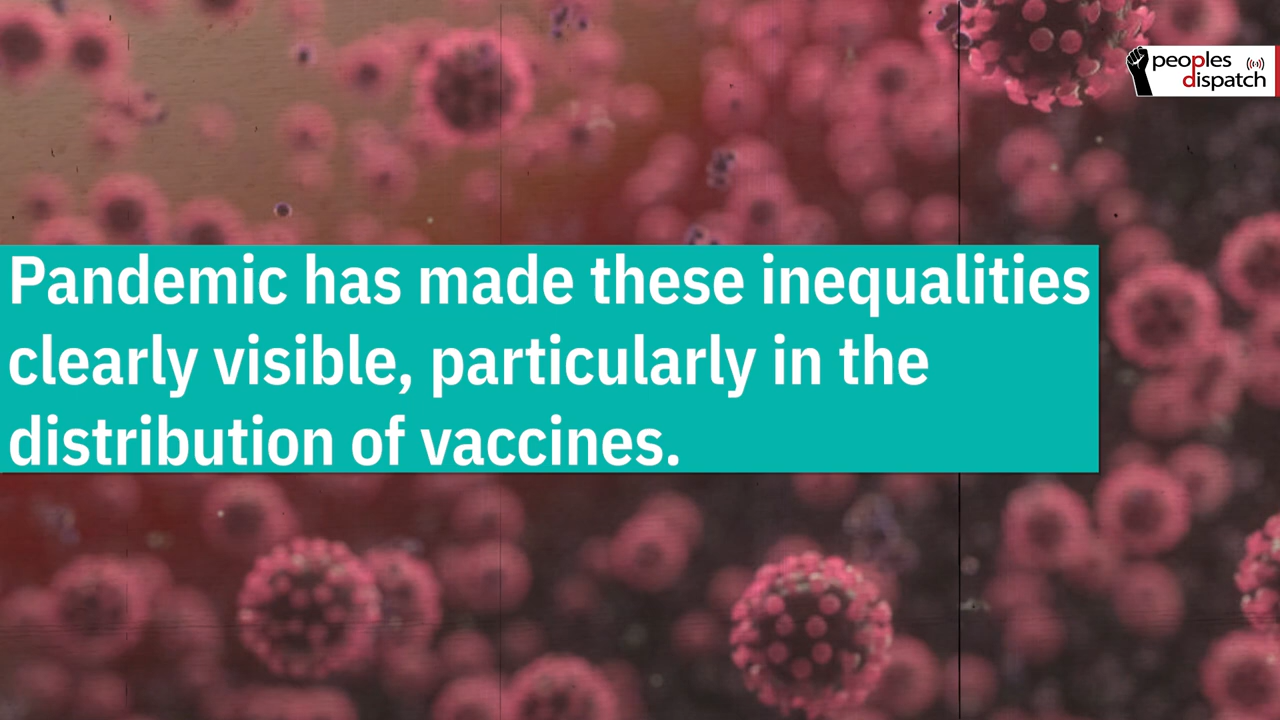 peoples
dispatch
Pandemic has made these inequalities
clearly visible, particularly in the
distribution of vaccines.